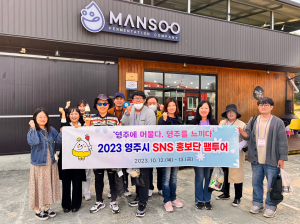 MANSOO
FERMENTATION COMPANY
"영주에 머물다, 영주를 느끼다"
2023 영주시 SNS 홍보단 팸투어